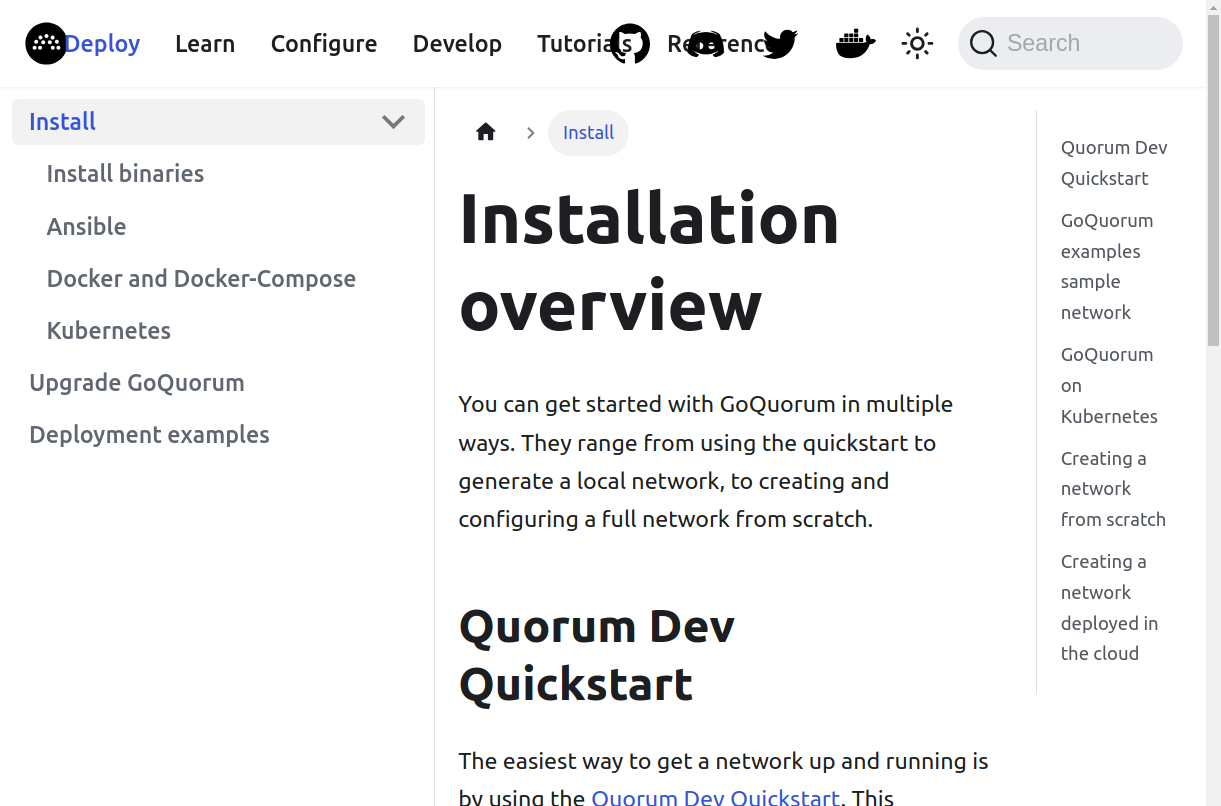 Deploy Learn Configure Develop Tutorials Reference Search
Install
Install binaries
Ansible
Docker and Docker-Compose
Kubernetes
Upgrade GoQuorum
Deployment examples
Install
Installation
overview
You can get started with GoQuorum in multiple
ways. They range from using the quickstart to
generate a local network, to creating and
configuring a full network from scratch.
Quorum Dev
Quickstart
The easiest way to get a network up and running is
by using the Quorum Dev Quickstart. This
Quorum Dev
Quickstart
GoQuorum
examples
sample
network
GoQuorum
on
Kubernetes
Creating a
network
from scratch
Creating a
network
deployed in
the cloud